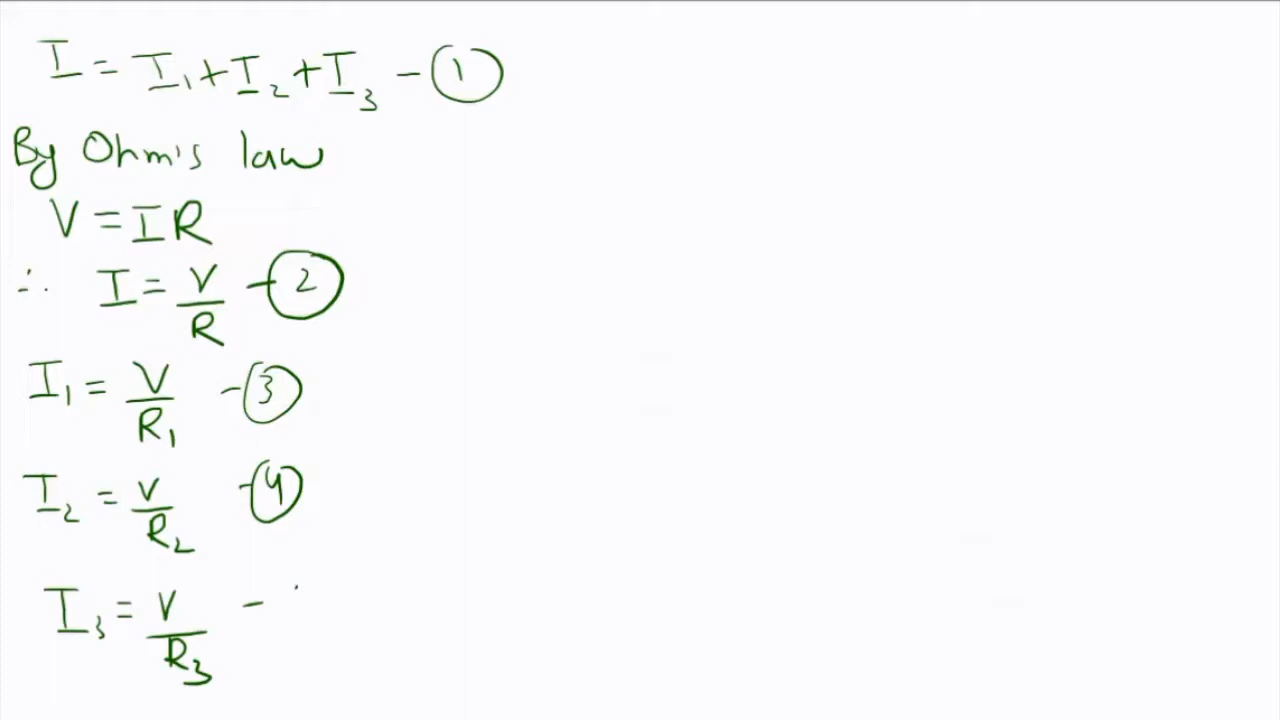 I = I₁ + I₂ + I₃ - ①
By Ohm's law
V = IR
∴ I = V/R - ②
I₁ = V/R₁ - ③
I₂ = V/R₂ - ④
I₃ = V/R₃ -